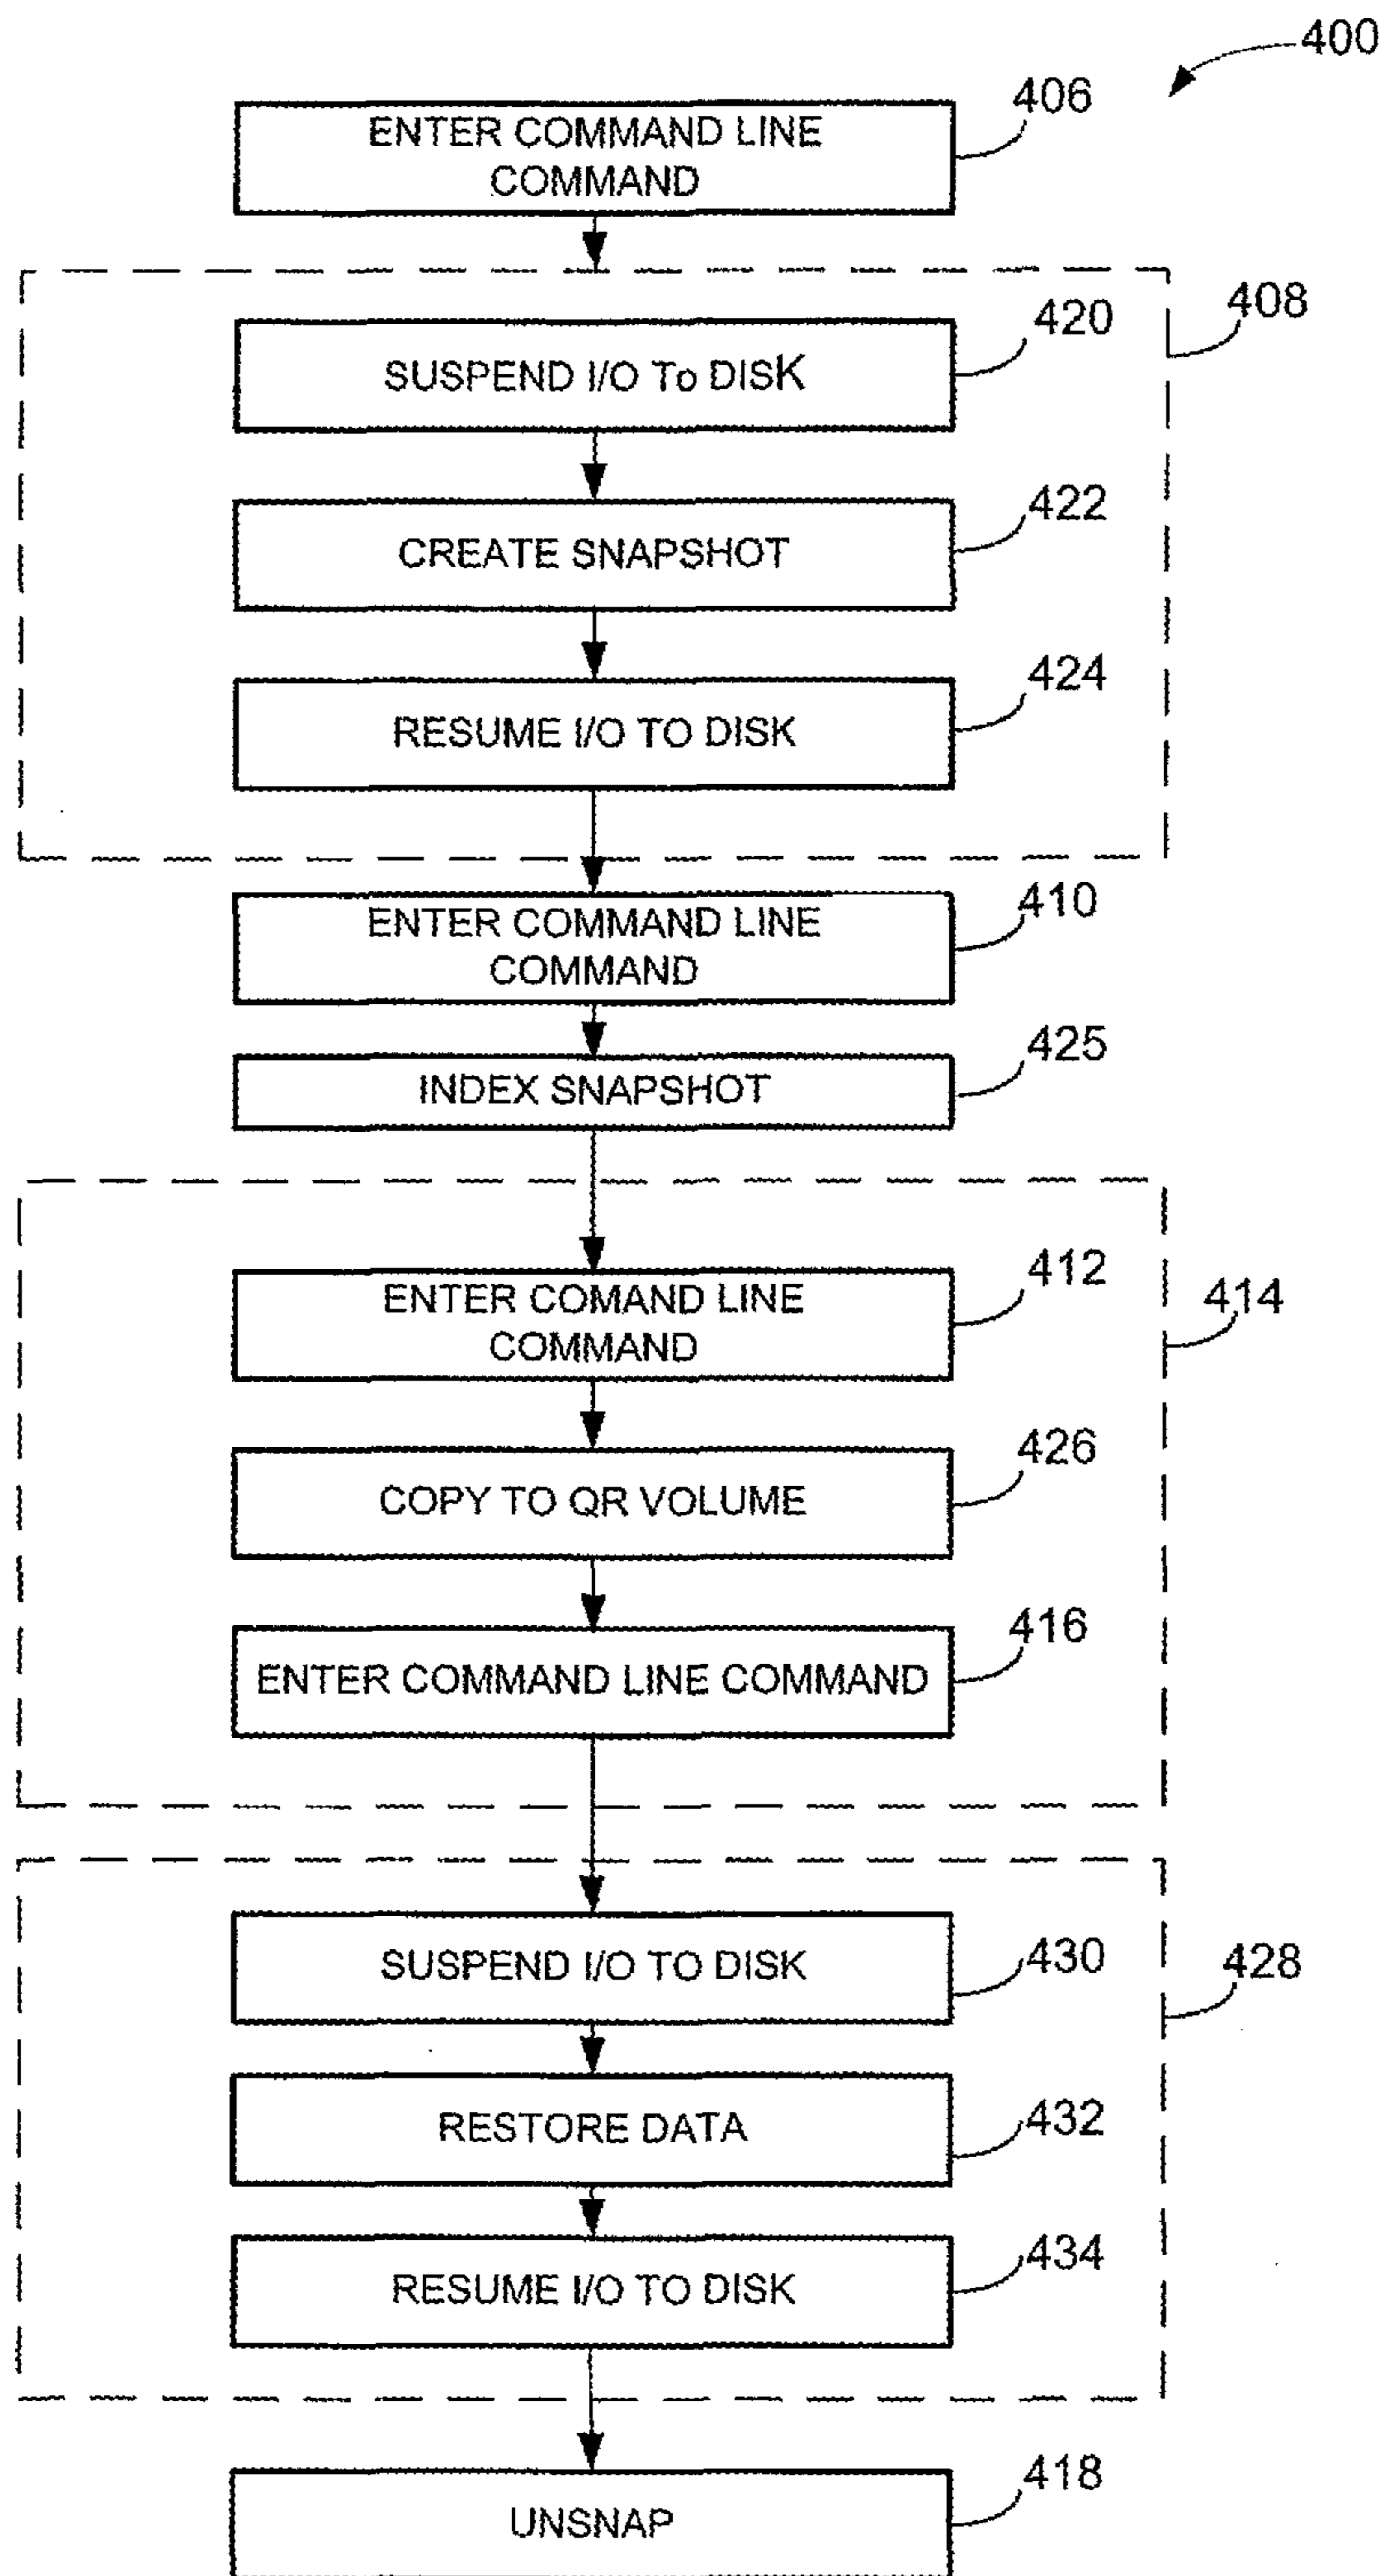 400
406
ENTER COMMAND LINE
COMMAND
408
420
SUSPEND I/O To DISK
422
CREATE SNAPSHOT
424
RESUME I/O TO DISK
410
ENTER COMMAND LINE
COMMAND
425
INDEX SNAPSHOT
412
ENTER COMAND LINE
COMMAND
414
426
COPY TO QR VOLUME
416
ENTER COMMAND LINE COMMAND
430
SUSPEND I/O TO DISK
428
432
RESTORE DATA
434
RESUME I/O TO DISK
418
UNSNAP